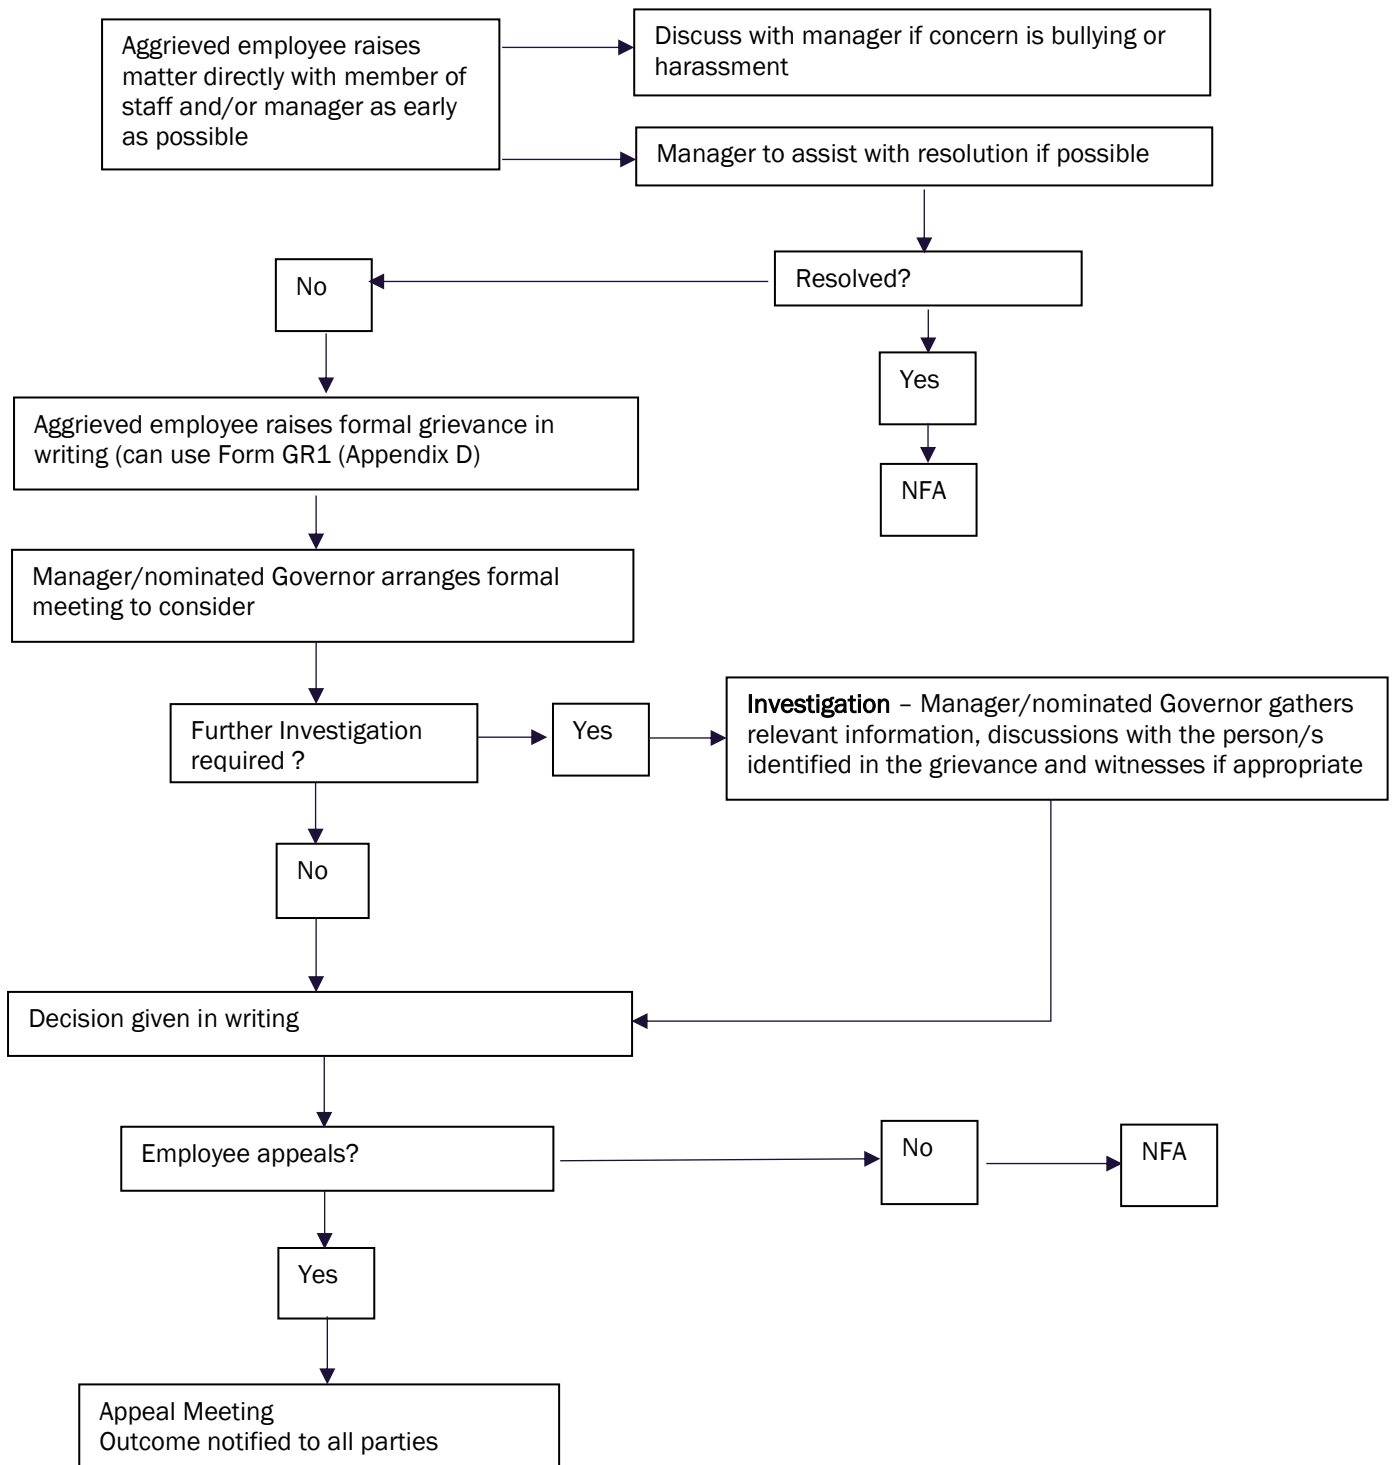 Aggrieved employee raises
matter directly with member of
staff and/or manager as early
as possible
Discuss with manager if concern is bullying or
harassment
Manager to assist with resolution if possible
Resolved?
No
Yes
NFA
Aggrieved employee raises formal grievance in
writing (can use Form GR1 (Appendix D)
Manager/nominated Governor arranges formal
meeting to consider
Further Investigation
required ?
Yes
Investigation – Manager/nominated Governor gathers
relevant information, discussions with the person/s
identified in the grievance and witnesses if appropriate
No
Decision given in writing
Employee appeals?
No
NFA
Yes
Appeal Meeting
Outcome notified to all parties